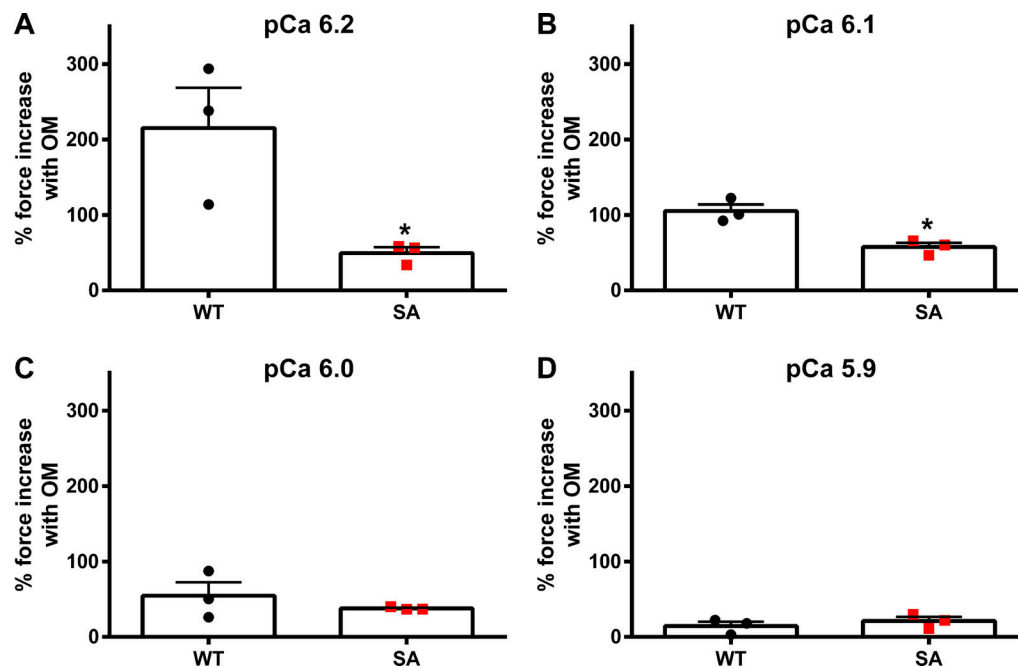 A
pCa 6.2
% force increase
with OM
300
200
100
0
*
WT
SA
B
pCa 6.1
% force increase
with OM
300
200
100
0
*
WT
SA
C
pCa 6.0
% force increase
with OM
300
200
100
0
WT
SA
D
pCa 5.9
% force increase
with OM
300
200
100
0
WT
SA